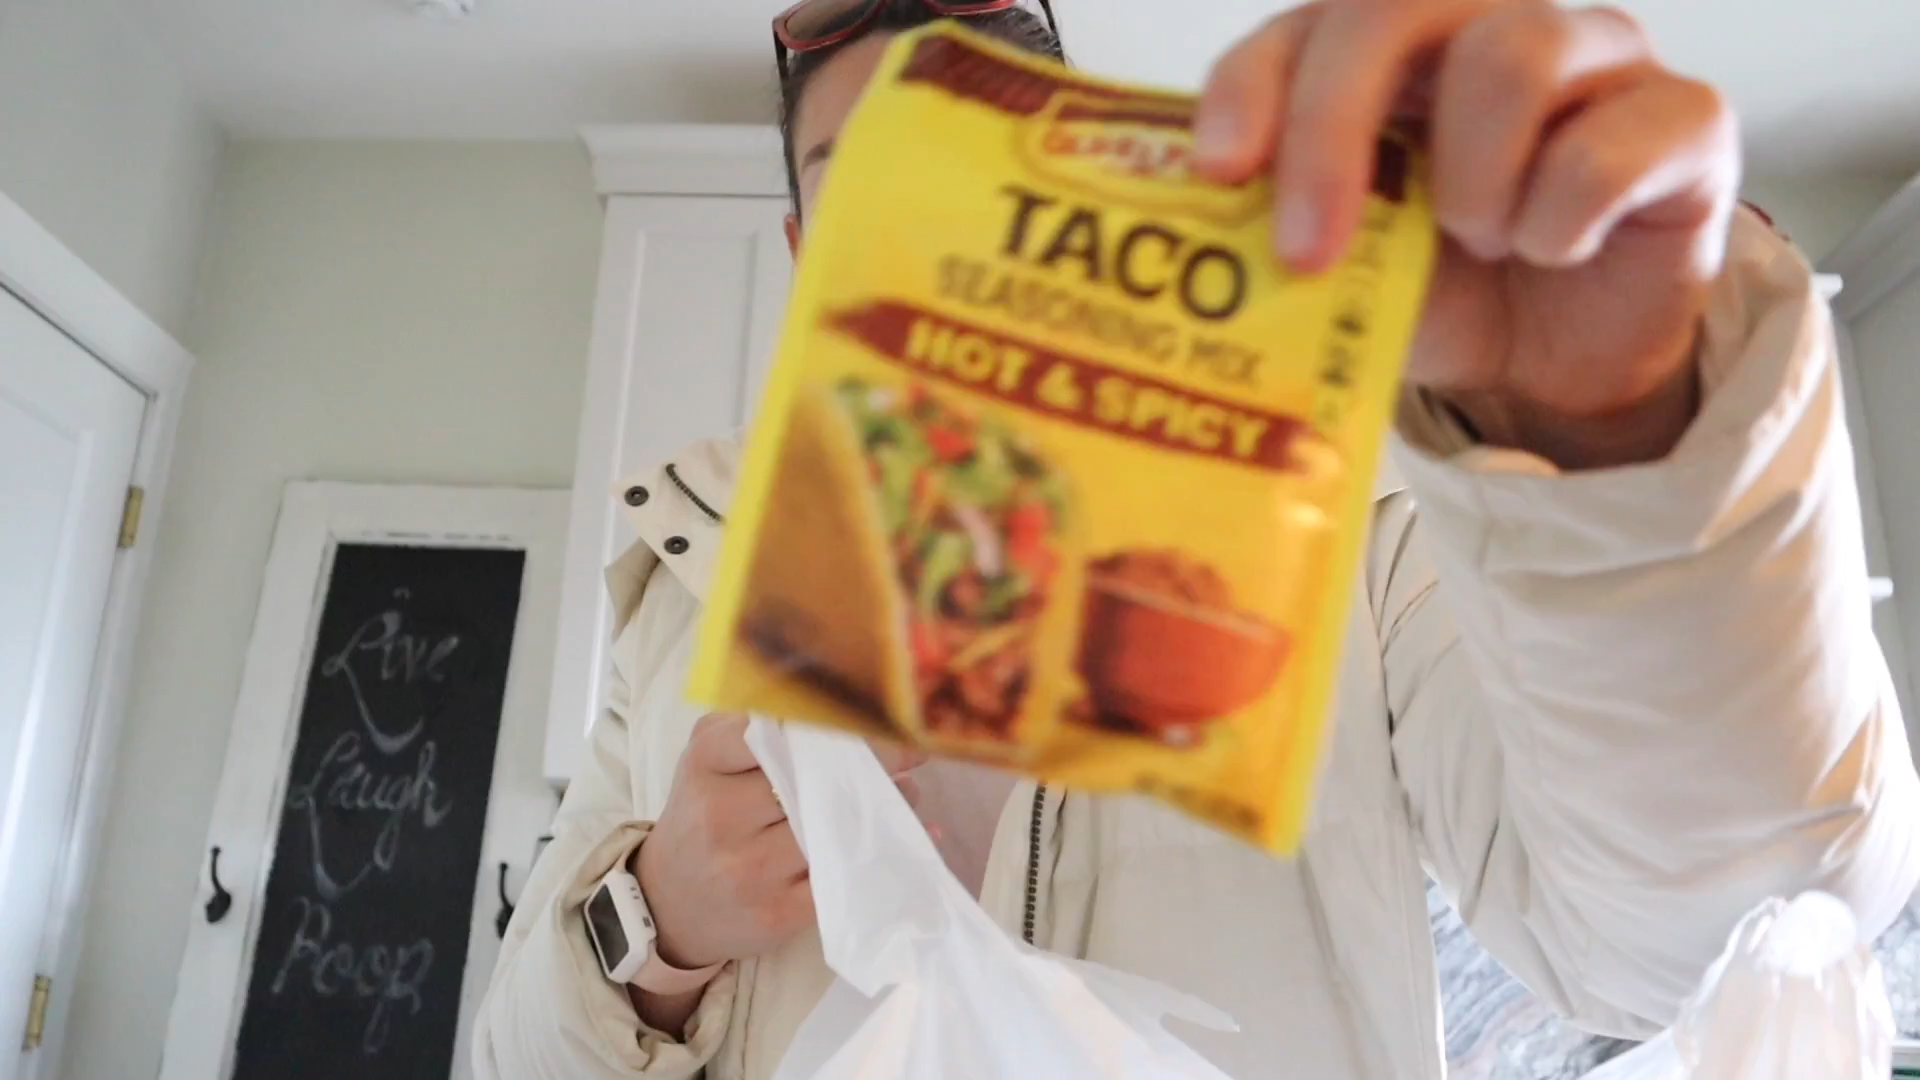 TACO
SEASONING MIX
HOT & SPICY
Live
Laugh
Poop